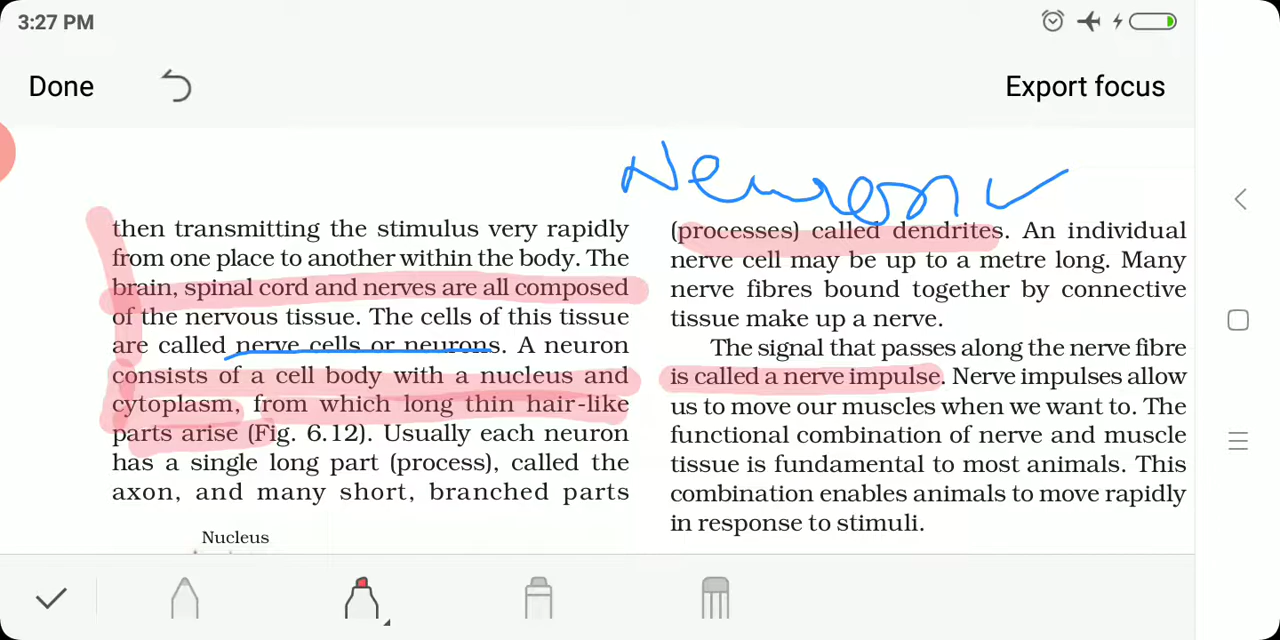 3:27 PM
Done
Export focus
Neuron
then transmitting the stimulus very rapidly
from one place to another within the body. The
brain, spinal cord and nerves are all composed
of the nervous tissue. The cells of this tissue
are called nerve cells or neurons. A neuron
consists of a cell body with a nucleus and
cytoplasm, from which long thin hair-like
parts arise (Fig. 6.12). Usually each neuron
has a single long part (process), called the
axon, and many short, branched parts
Nucleus
(processes) called dendrites. An individual
nerve cell may be up to a metre long. Many
nerve fibres bound together by connective
tissue make up a nerve.
The signal that passes along the nerve fibre
is called a nerve impulse. Nerve impulses allow
us to move our muscles when we want to. The
functional combination of nerve and muscle
tissue is fundamental to most animals. This
combination enables animals to move rapidly
in response to stimuli.